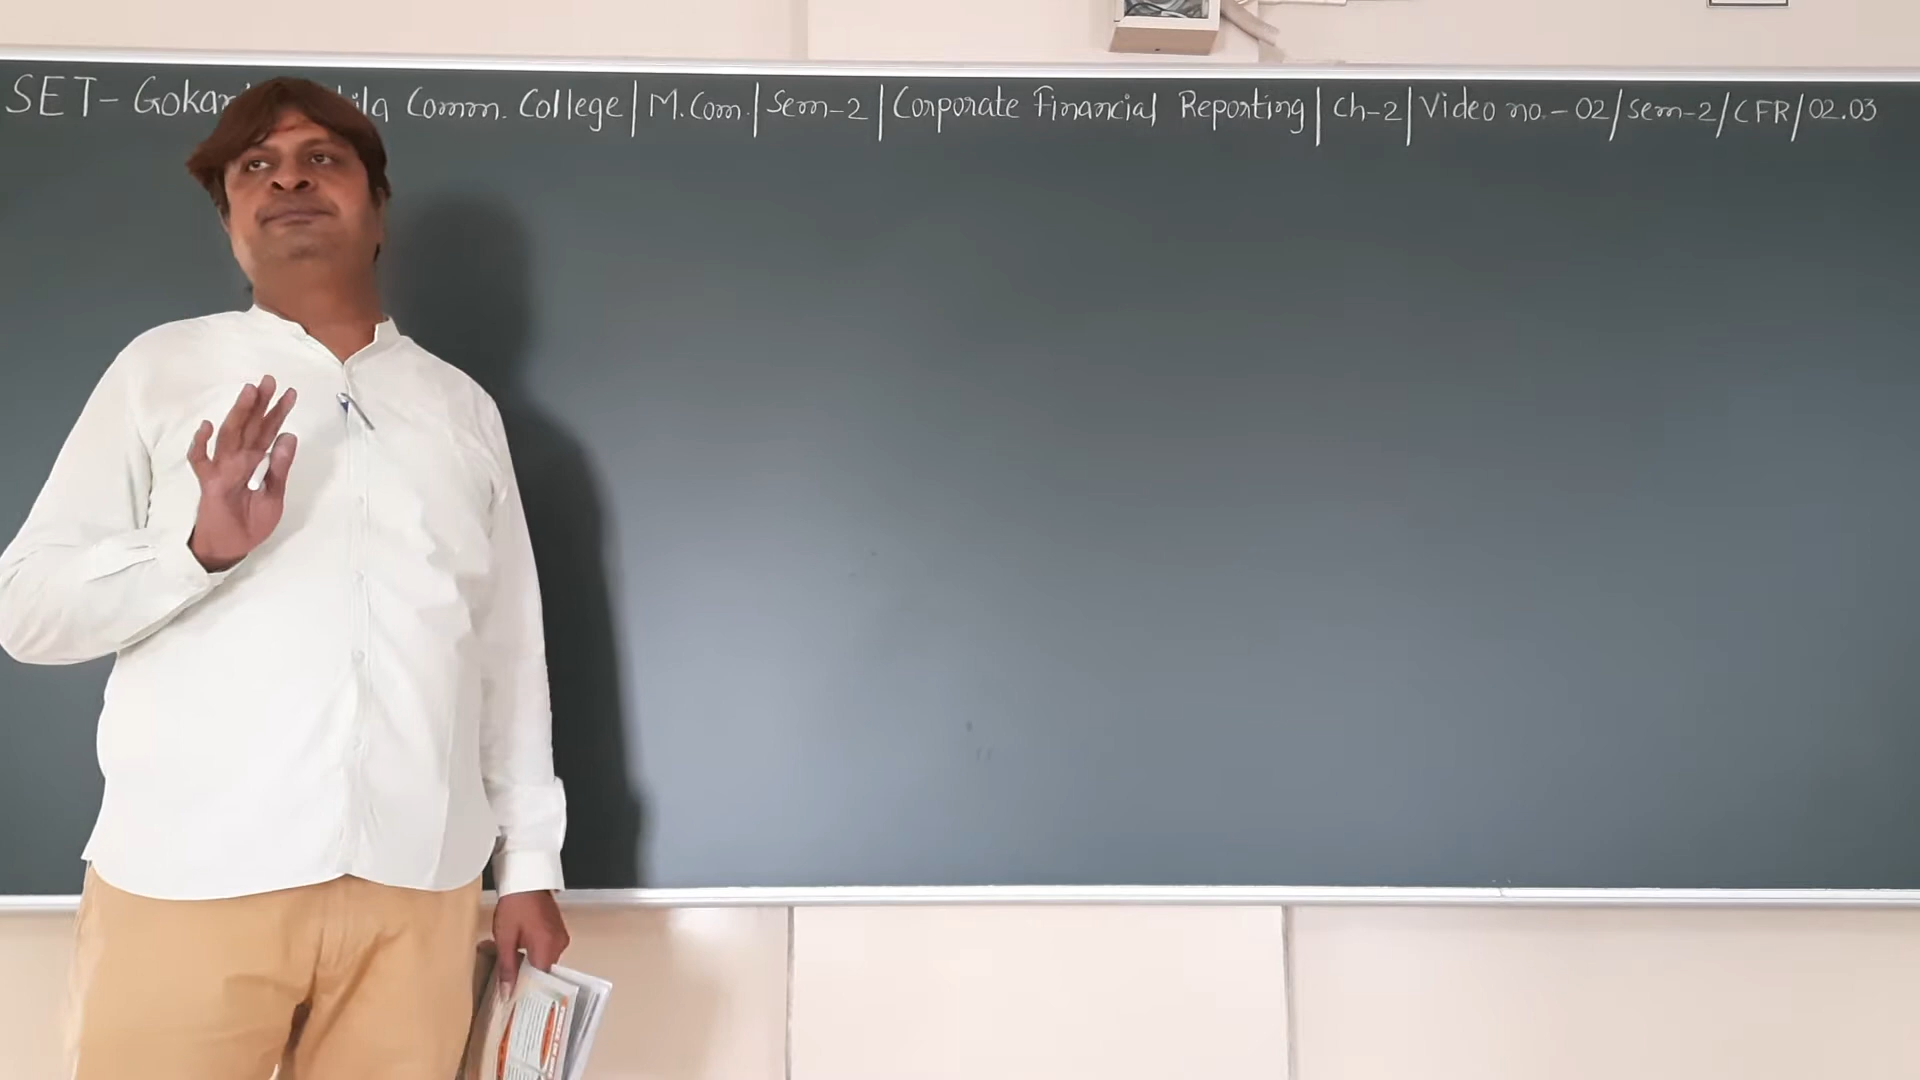 SET- Comm. College | M.Com. | Sem-2 | Corporate Financial Reporting | Ch-2 | Video no.- 02/sem-2/CFR/02.03